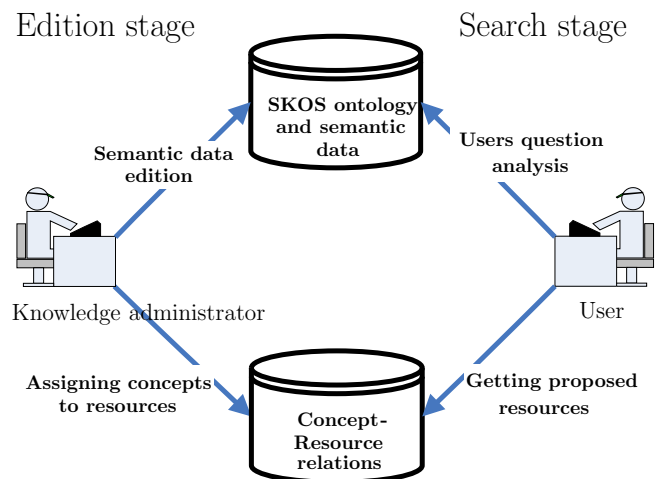 Edition stage
Search stage
SKOS ontology
and semantic
data
Semantic data
edition
Users question
analysis
Knowledge administrator
User
Assigning concepts
to resources
Getting proposed
resources
Concept-
Resource
relations